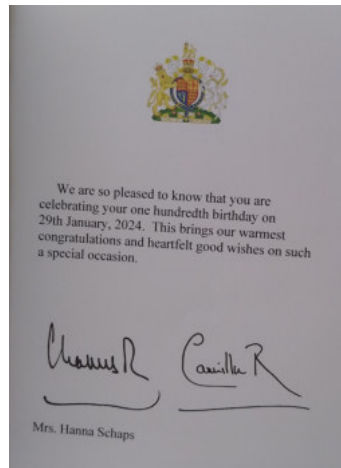 We are so pleased to know that you are
celebrating your one hundredth birthday on
29th January, 2024.  This brings our warmest
congratulations and heartfelt good wishes on such
a special occasion.
Charles R
Camilla R
Mrs. Hanna Schaps